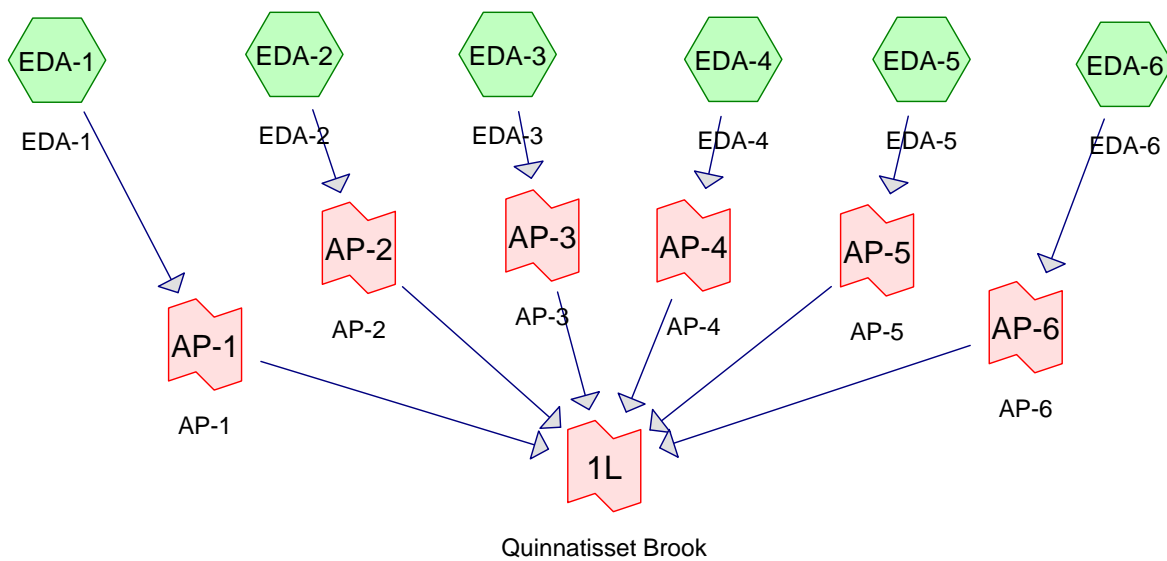 EDA-1
EDA-2
EDA-3
EDA-4
EDA-5
EDA-6
EDA-1
EDA-2
EDA-3
EDA-4
EDA-5
EDA-6
AP-2
AP-3
AP-4
AP-5
AP-1
AP-6
AP-2
AP-3
AP-4
AP-5
AP-1
AP-6
1L
Quinnatisset Brook